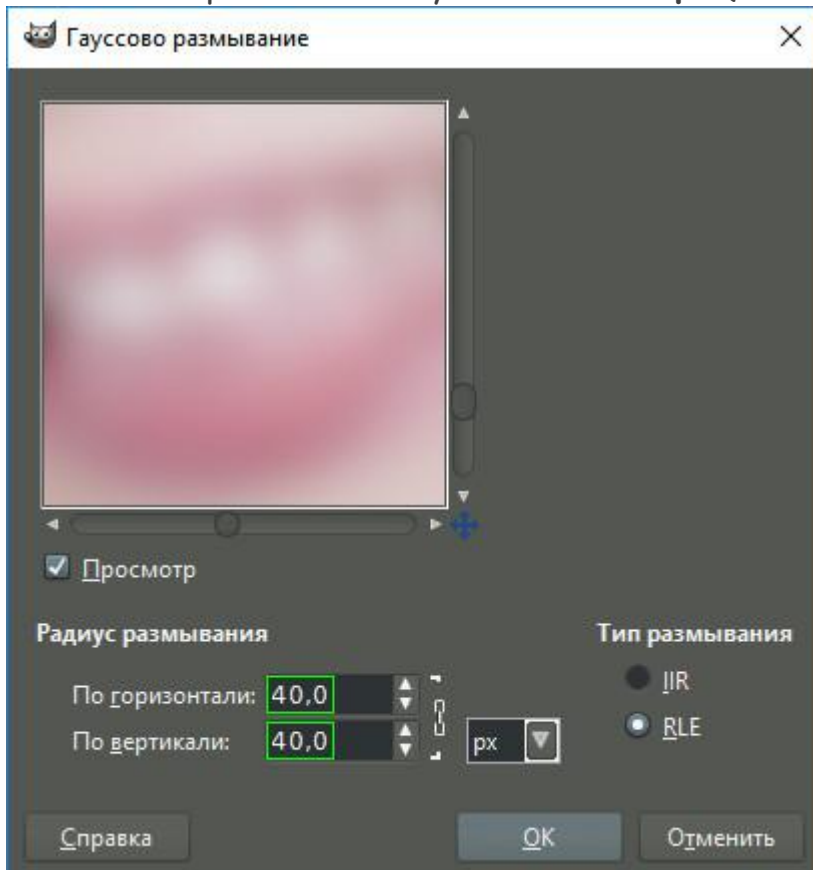 Гауссово размывание
Просмотр
Радиус размывания
Тип размывания
По горизонтали: 40,0
IIR
По вертикали: 40,0
px
RLE
Справка
OK
Отменить